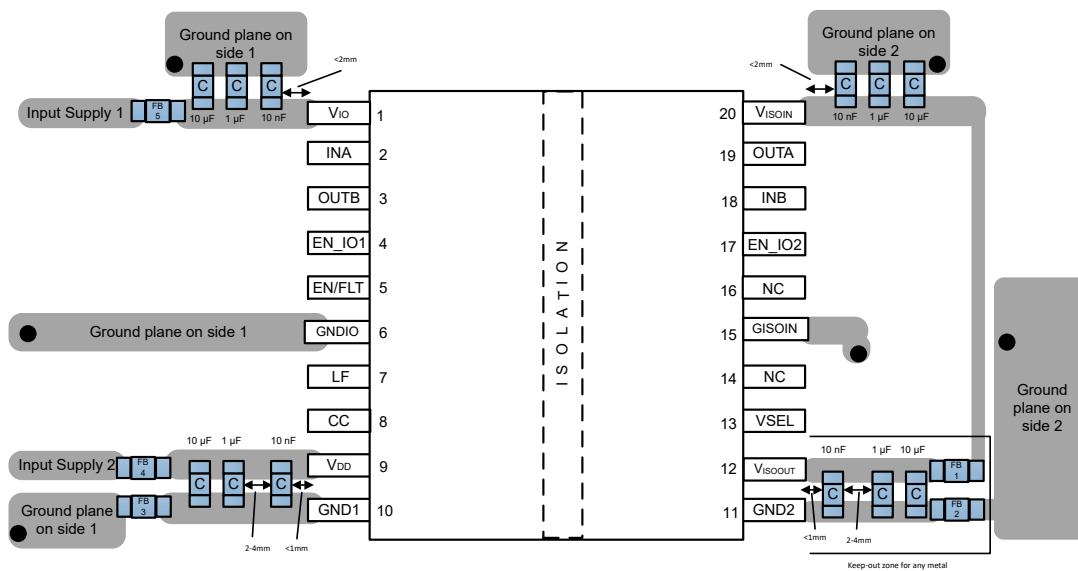 Ground plane on
side 1
<2mm
C C C
Input Supply 1
FB
5
10 µF 1 µF 10 nF
Ground plane on
side 2
<2mm
C C C
10 nF 1 µF 10 µF
VIO 1
INA 2
OUTB 3
EN_IO1 4
EN/FLT 5
Ground plane on side 1
GNDIO 6
LF 7
CC 8
VDD 9
GND1 10
ISOLATION
20 VISOIN
19 OUTA
18 INB
17 EN_IO2
16 NC
15 GISOIN
14 NC
13 VSEL
12 VISOOUT
11 GND2
Ground
plane on
side 2
10 µF 1 µF 10 nF
Input Supply 2
FB
4
C C C
Ground plane
on side 1
FB
3
2-4mm
<1mm
10 nF 1 µF 10 µF
C C C
FB
1
FB
2
<1mm
2-4mm
Keep-out zone for any metal